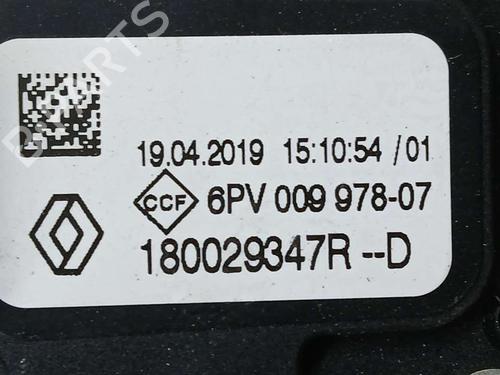 19.04.2019 15:10:54 /01
CCF 6PV 009 978-07
180029347R --D